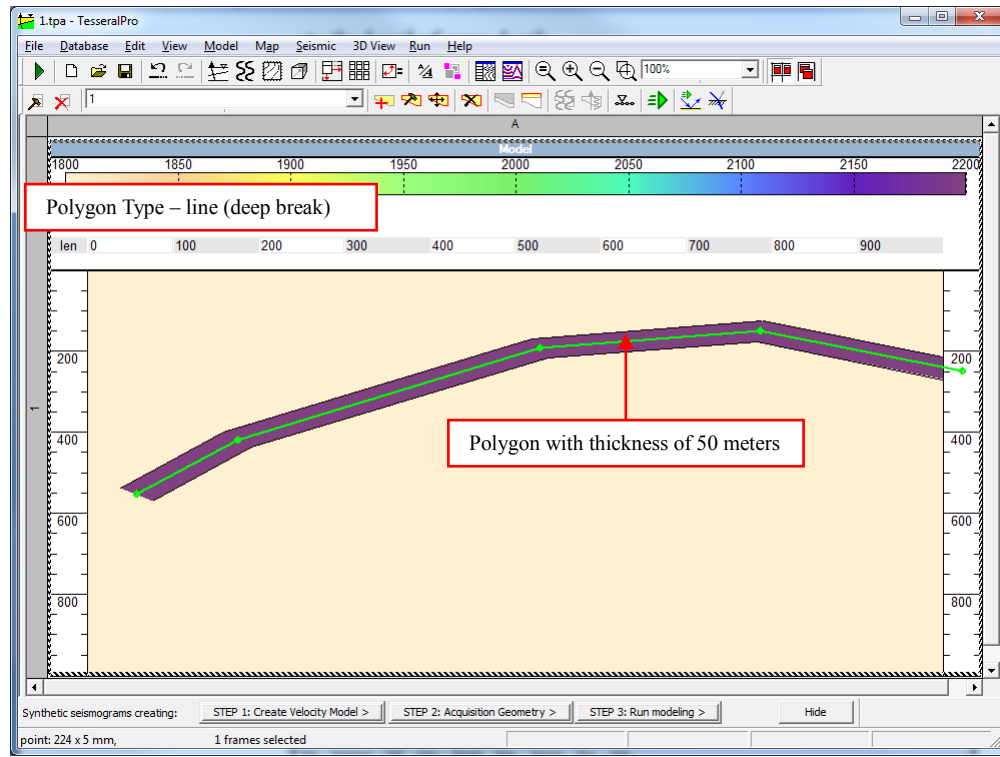 1.tpa - TesseralPro
File Database Edit View Model Map Seismic 3D View Run Help
100%
1
A
Model
1800 1850 1900 1950 2000 2050 2100 2150 2200
Polygon Type – line (deep break)
len 0 100 200 300 400 500 600 700 800 900
200 200
1
400 400
Polygon with thickness of 50 meters
600 600
800 800
Synthetic seismograms creating: STEP 1: Create Velocity Model > STEP 2: Acquisition Geometry > STEP 3: Run modeling > Hide
point: 224 x 5 mm, 1 frames selected